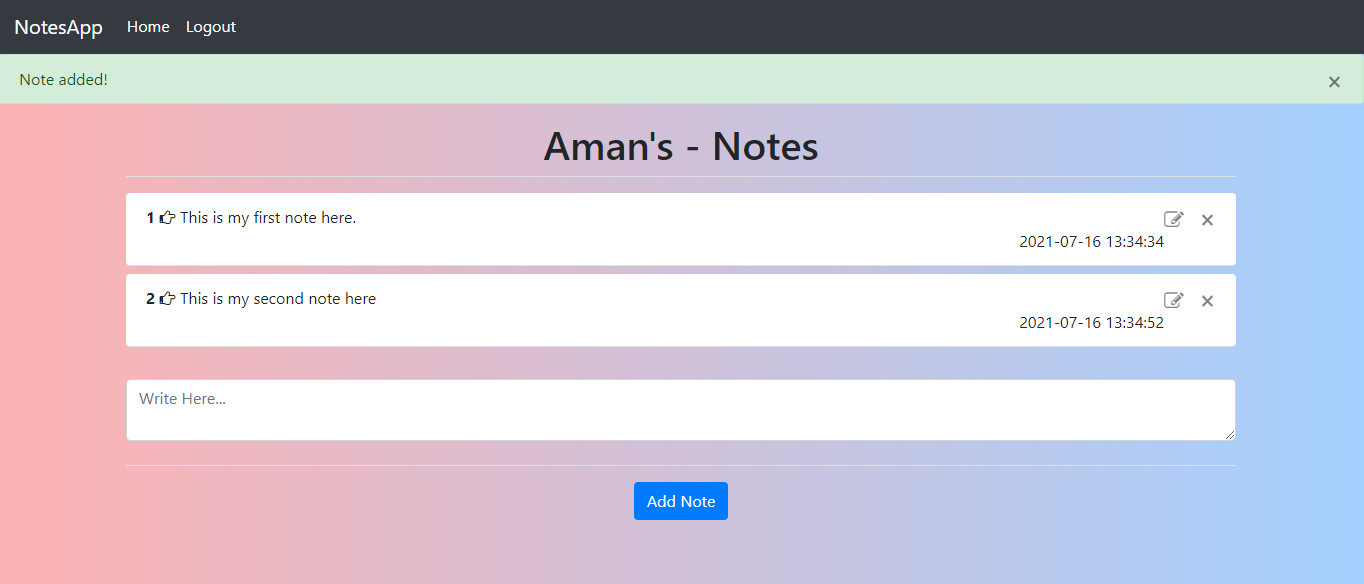 NotesApp Home Logout
Note added!
Aman's - Notes
1 This is my first note here.
2021-07-16 13:34:34
2 This is my second note here
2021-07-16 13:34:52
Write Here...
Add Note